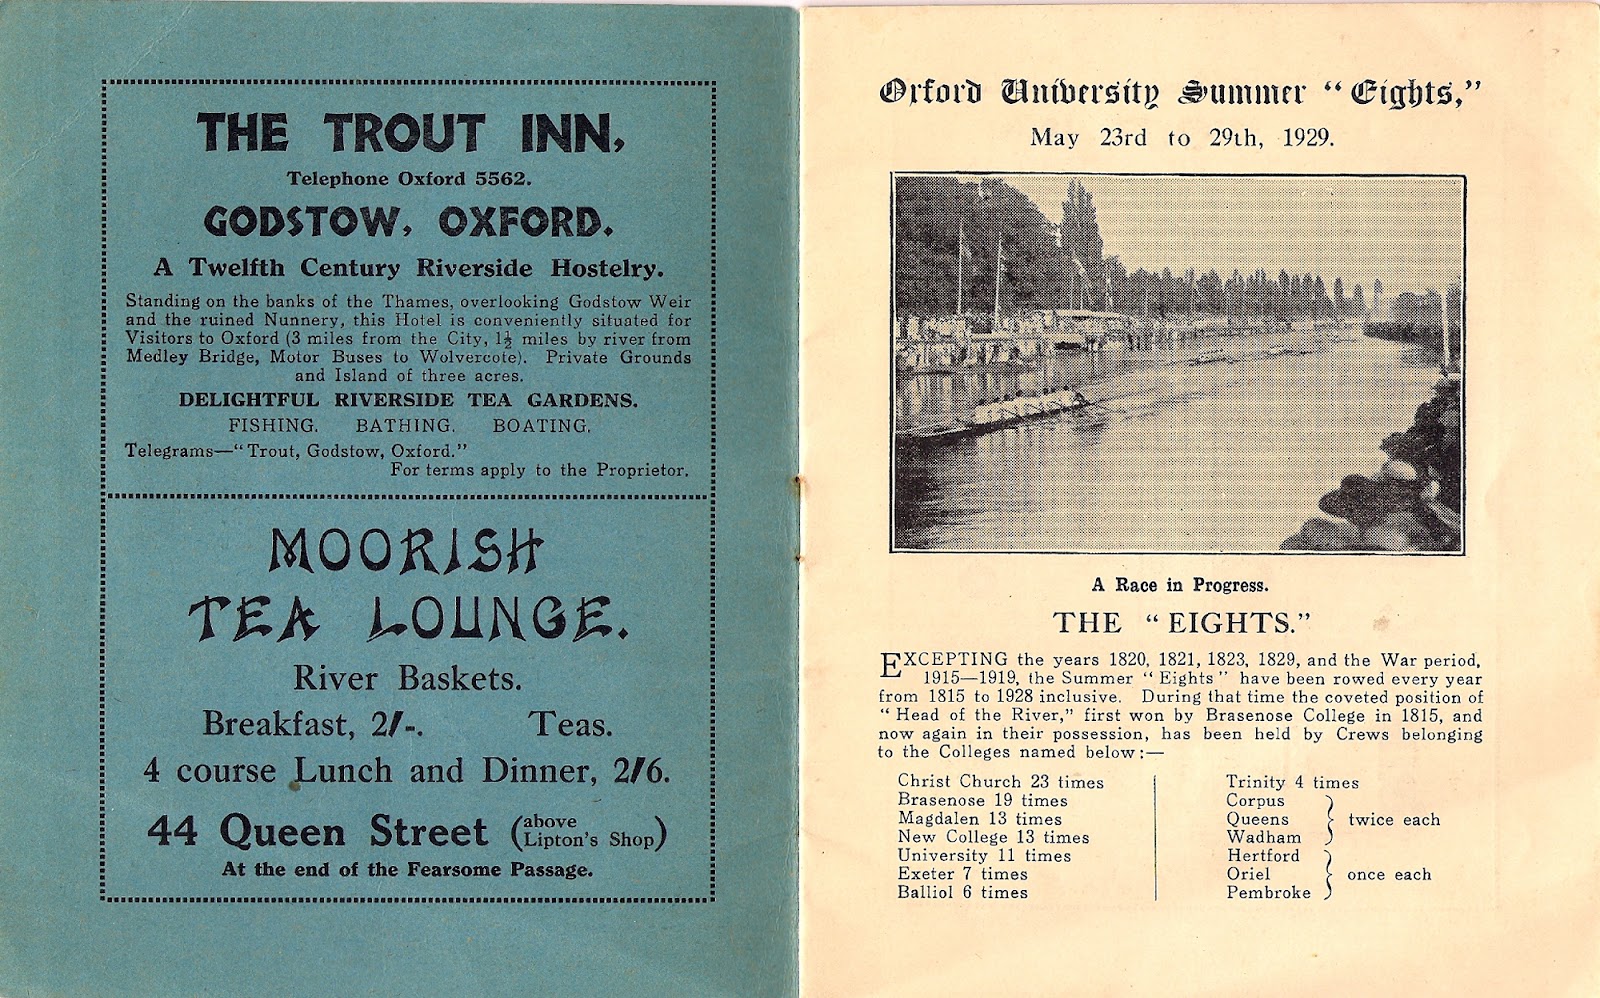 THE TROUT INN,
Telephone Oxford 5562.
GODSTOW, OXFORD.
A Twelfth Century Riverside Hostelry.
Standing on the banks of the Thames, overlooking Godstow Weir
and the ruined Nunnery, this Hotel is conveniently situated for
Visitors to Oxford (3 miles from the City, 1½ miles by river from
Medley Bridge, Motor Buses to Wolvercote). Private Grounds
and Island of three acres.
DELIGHTFUL RIVERSIDE TEA GARDENS.
FISHING. BATHING. BOATING.
Telegrams—“Trout, Godstow, Oxford.”
For terms apply to the Proprietor.
MOORISH
TEA LOUNGE.
River Baskets.
Breakfast, 2/-. Teas.
4 course Lunch and Dinner, 2/6.
44 Queen Street (above
Lipton's Shop)
At the end of the Fearsome Passage.
Oxford University Summer “Eights,”
May 23rd to 29th, 1929.
A Race in Progress.
THE “EIGHTS.”
EXCEPTING the years 1820, 1821, 1823, 1829, and the War period,
1915—1919, the Summer “Eights” have been rowed every year
from 1815 to 1928 inclusive. During that time the coveted position of
“Head of the River,” first won by Brasenose College in 1815, and
now again in their possession, has been held by Crews belonging
to the Colleges named below:—
Christ Church 23 times
Brasenose 19 times
Magdalen 13 times
New College 13 times
University 11 times
Exeter 7 times
Balliol 6 times
Trinity 4 times
Corpus
Queens } twice each
Wadham
Hertford
Oriel } once each
Pembroke